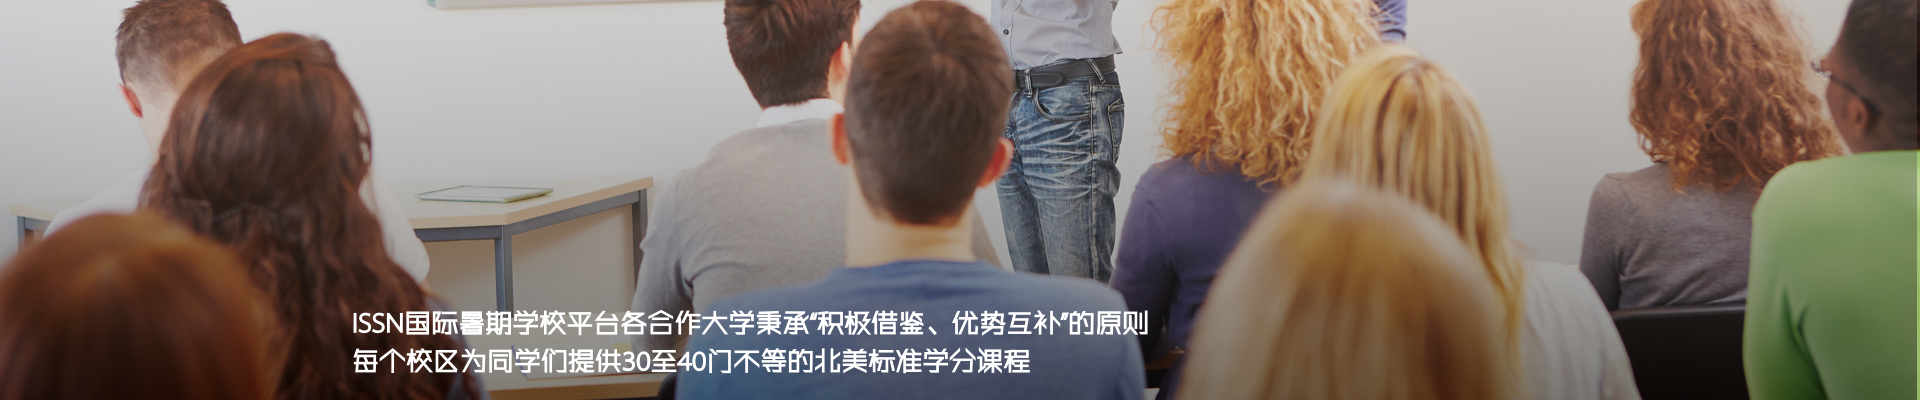 ISSN国际暑期学校平台各合作大学秉承“积极借鉴、优势互补”的原则
每个校区为同学们提供30至40门不等的北美标准学分课程